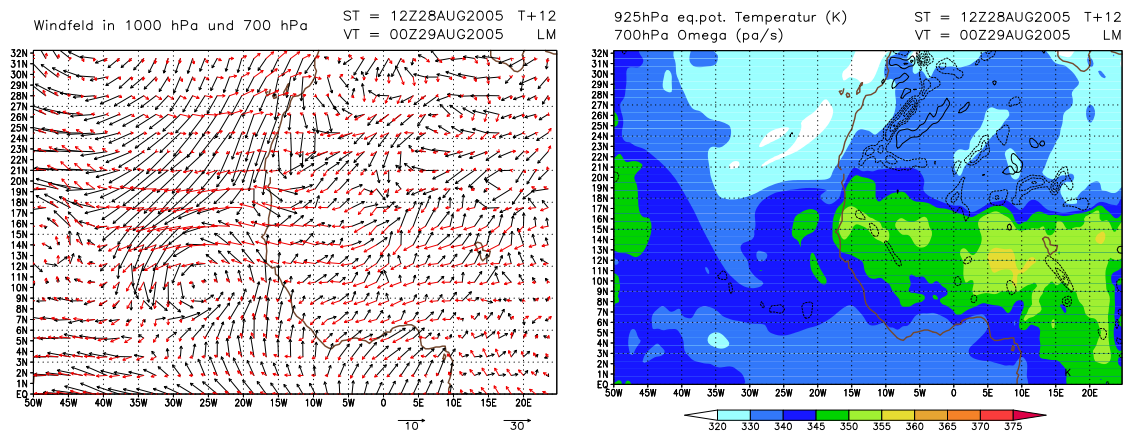 Windfeld in 1000 hPa und 700 hPa
ST = 12Z28AUG2005 T+12
VT = 00Z29AUG2005 LM
32N
31N
30N
29N
28N
27N
26N
25N
24N
23N
22N
21N
20N
19N
18N
17N
16N
15N
14N
13N
12N
11N
10N
9N
8N
7N
6N
5N
4N
3N
2N
1N
EQ
50W 45W 40W 35W 30W 25W 20W 15W 10W 5W 0 5E 10E 15E 20E
10 30
925hPa eq.pot. Temperatur (K)
700hPa Omega (pa/s)
ST = 12Z28AUG2005 T+12
VT = 00Z29AUG2005 LM
32N
31N
30N
29N
28N
27N
26N
25N
24N
23N
22N
21N
20N
19N
18N
17N
16N
15N
14N
13N
12N
11N
10N
9N
8N
7N
6N
5N
4N
3N
2N
1N
EQ
K
50W 45W 40W 35W 30W 25W 20W 15W 10W 5W 0 5E 10E 15E 20E
320 330 340 345 350 355 360 365 370 375